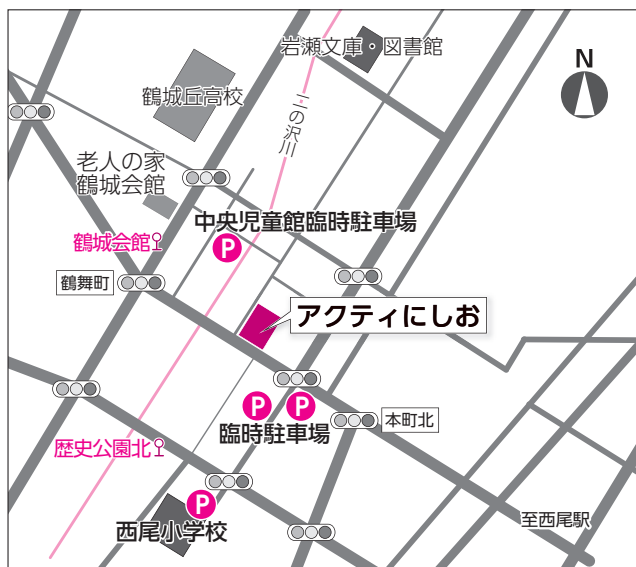 岩瀬文庫・図書館
N
鶴城丘高校
二の沢川
老人の家
鶴城会館
中央児童館臨時駐車場
P
鶴城会館
鶴舞町
アクティにしお
P
P
臨時駐車場
本町北
歴史公園北
P
西尾小学校
至西尾駅